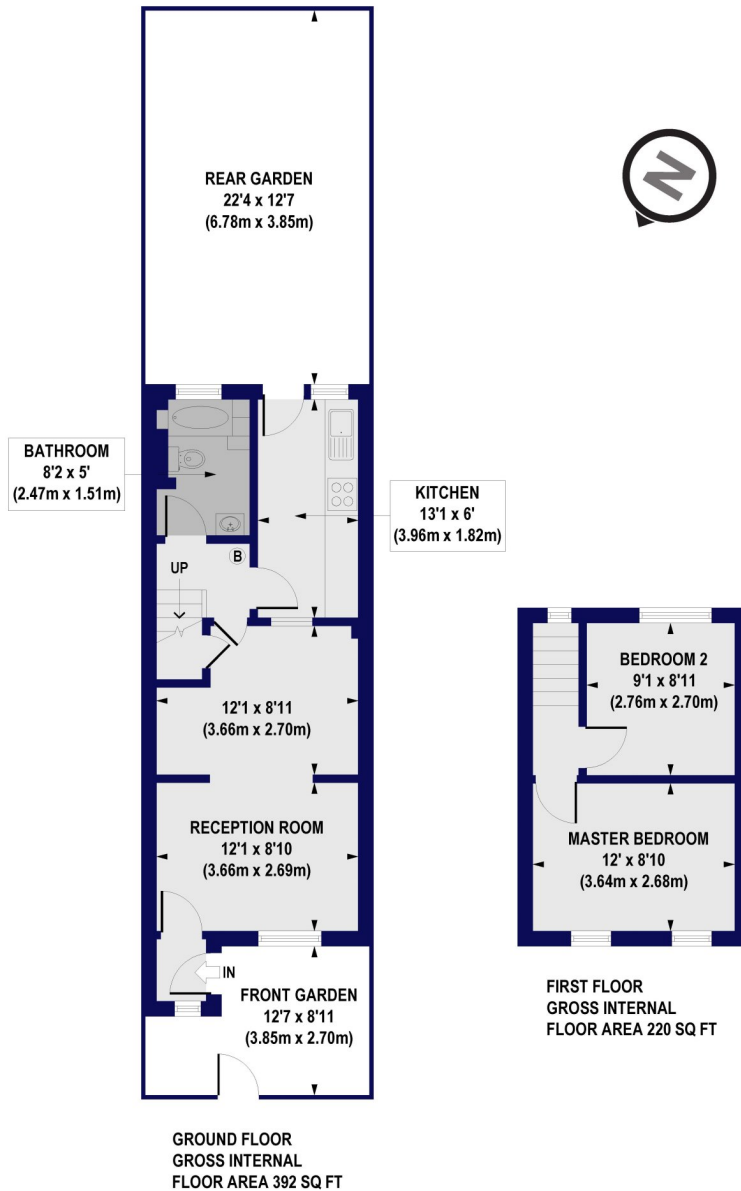 REAR GARDEN
22'4 x 12'7
(6.78m x 3.85m)
N
BATHROOM
8'2 x 5'
(2.47m x 1.51m)
KITCHEN
13'1 x 6'
(3.96m x 1.82m)
B
UP
12'1 x 8'11
(3.66m x 2.70m)
RECEPTION ROOM
12'1 x 8'10
(3.66m x 2.69m)
IN
FRONT GARDEN
12'7 x 8'11
(3.85m x 2.70m)
GROUND FLOOR
GROSS INTERNAL
FLOOR AREA 392 SQ FT
BEDROOM 2
9'1 x 8'11
(2.76m x 2.70m)
MASTER BEDROOM
12' x 8'10
(3.64m x 2.68m)
FIRST FLOOR
GROSS INTERNAL
FLOOR AREA 220 SQ FT